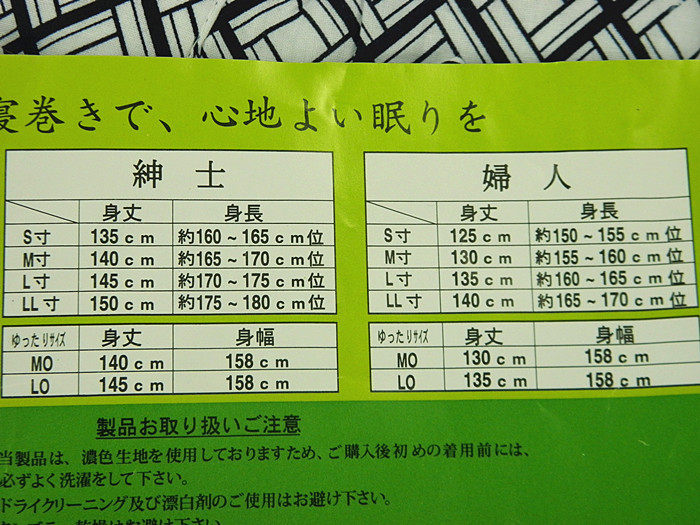 寝巻きで、心地よい眠りを
紳 士
身丈 身長
S寸 135cm 約160~165cm位
M寸 140cm 約165~170cm位
L寸 145cm 約170~175cm位
LL寸 150cm 約175~180cm位
ゆったりサイズ 身丈 身幅
MO 140cm 158cm
LO 145cm 158cm
婦 人
身丈 身長
S寸 125cm 約150~155cm位
M寸 130cm 約155~160cm位
L寸 135cm 約160~165cm位
LL寸 140cm 約165~170cm位
ゆったりサイズ 身丈 身幅
MO 130cm 158cm
LO 135cm 158cm
製品お取り扱いご注意
当製品は、濃色生地を使用しておりますため、ご購入後初めの着用前には、
必ずよく洗濯をして下さい。
ドライクリーニング及び漂白剤のご使用はお避け下さい。